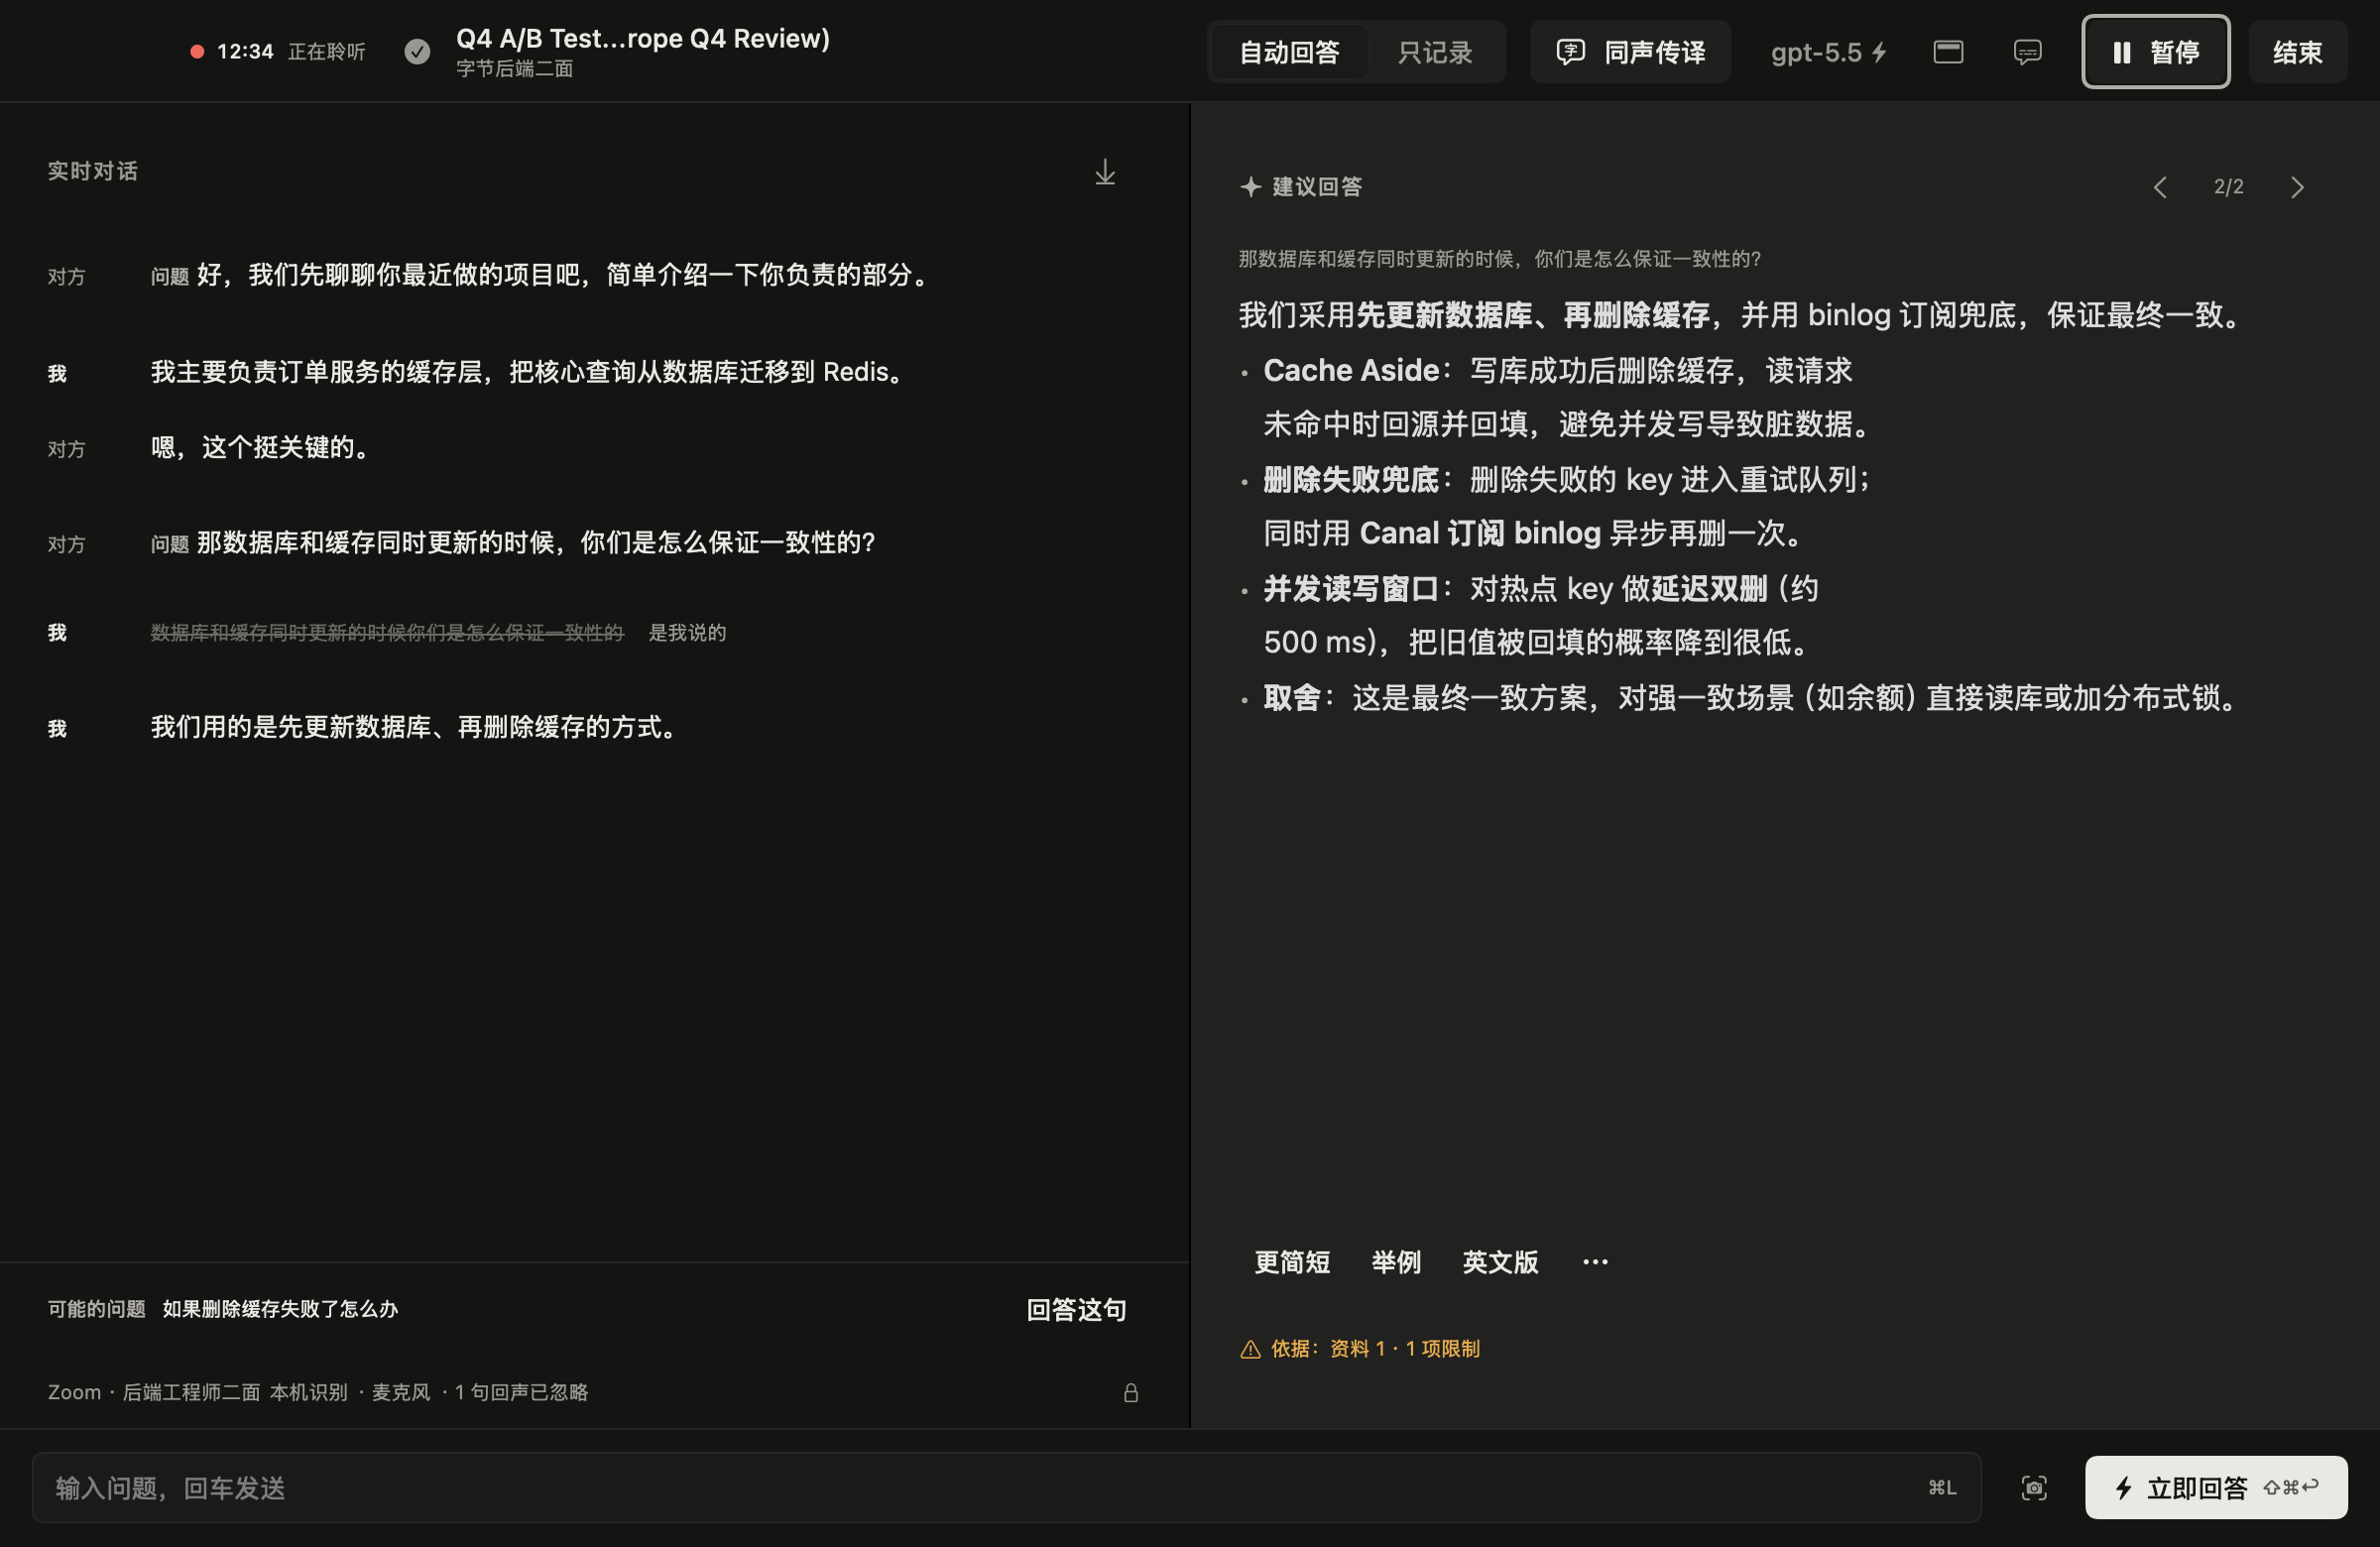 12:34 正在聆听
Q4 A/B Test...rope Q4 Review)
字节后端二面
自动回答 只记录 同声传译 gpt-5.5 暂停 结束
实时对话
对方 问题 好，我们先聊聊你最近做的项目吧，简单介绍一下你负责的部分。
我 我主要负责订单服务的缓存层，把核心查询从数据库迁移到 Redis。
对方 嗯，这个挺关键的。
对方 问题 那数据库和缓存同时更新的时候，你们是怎么保证一致性的？
我 数据库和缓存同时更新的时候你们是怎么保证一致性的 是我说的
我 我们用的是先更新数据库、再删除缓存的方式。
可能的问题 如果删除缓存失败了怎么办 回答这句
Zoom · 后端工程师二面 本机识别 · 麦克风 · 1 句回声已忽略
建议回答 2/2
那数据库和缓存同时更新的时候，你们是怎么保证一致性的？
我们采用先更新数据库、再删除缓存，并用 binlog 订阅兜底，保证最终一致。
• Cache Aside：写库成功后删除缓存，读请求
未命中时回源并回填，避免并发写导致脏数据。
• 删除失败兜底：删除失败的 key 进入重试队列；
同时用 Canal 订阅 binlog 异步再删一次。
• 并发读写窗口：对热点 key 做延迟双删（约
500 ms），把旧值被回填的概率降到很低。
• 取舍：这是最终一致方案，对强一致场景（如余额）直接读库或加分布式锁。
更简短 举例 英文版 ···
依据：资料 1 · 1 项限制
输入问题，回车发送 ⌘L
立即回答 ⇧⌘↩